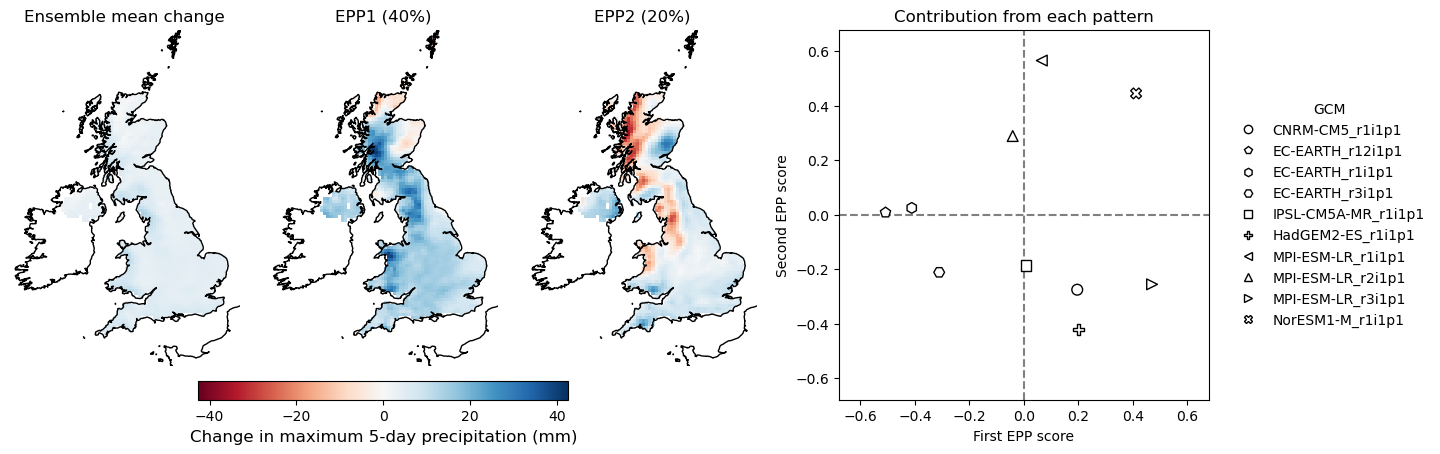 Ensemble mean change
EPP1 (40%)
EPP2 (20%)
−40
−20
0
20
40
Change in maximum 5-day precipitation (mm)
Contribution from each pattern
Second EPP score
0.6
0.4
0.2
0.0
−0.2
−0.4
−0.6
−0.6
−0.4
−0.2
0.0
0.2
0.4
0.6
First EPP score
GCM
CNRM-CM5_r1i1p1
EC-EARTH_r12i1p1
EC-EARTH_r1i1p1
EC-EARTH_r3i1p1
IPSL-CM5A-MR_r1i1p1
HadGEM2-ES_r1i1p1
MPI-ESM-LR_r1i1p1
MPI-ESM-LR_r2i1p1
MPI-ESM-LR_r3i1p1
NorESM1-M_r1i1p1